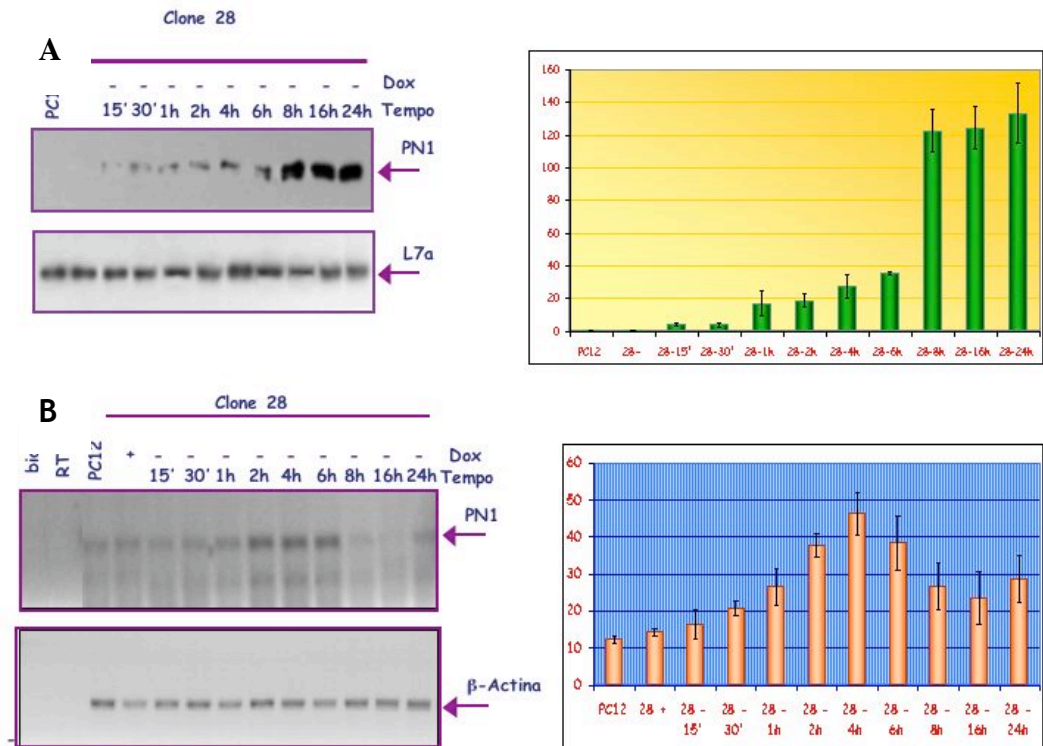 Clone 28
A
PC1
- - - - - - - - - Dox
15' 30' 1h 2h 4h 6h 8h 16h 24h Tempo
PN1
L7a
160
140
120
100
80
60
40
20
0
PC12 28- 28-15' 28-30' 28-1h 28-2h 28-4h 28-6h 28-8h 28-16h 28-24h
B
Clone 28
RT PC12 + - - - - - - - - - Dox
15' 30' 1h 2h 4h 6h 8h 16h 24h Tempo
PN1
β-Actina
60
50
40
30
20
10
0
PC12 28 + 28 - 28 - 28 - 28 - 28 - 28 - 28 - 28 - 28 -
15' 30' 1h 2h 4h 6h 8h 16h 24h